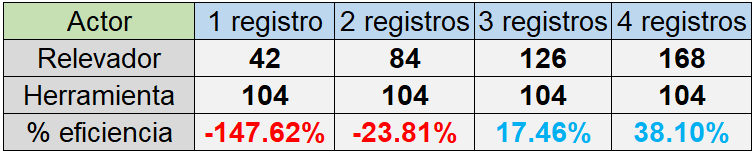 Actor 1 registro 2 registros 3 registros 4 registros
Relevador 42 84 126 168
Herramienta 104 104 104 104
% eficiencia -147.62% -23.81% 17.46% 38.10%